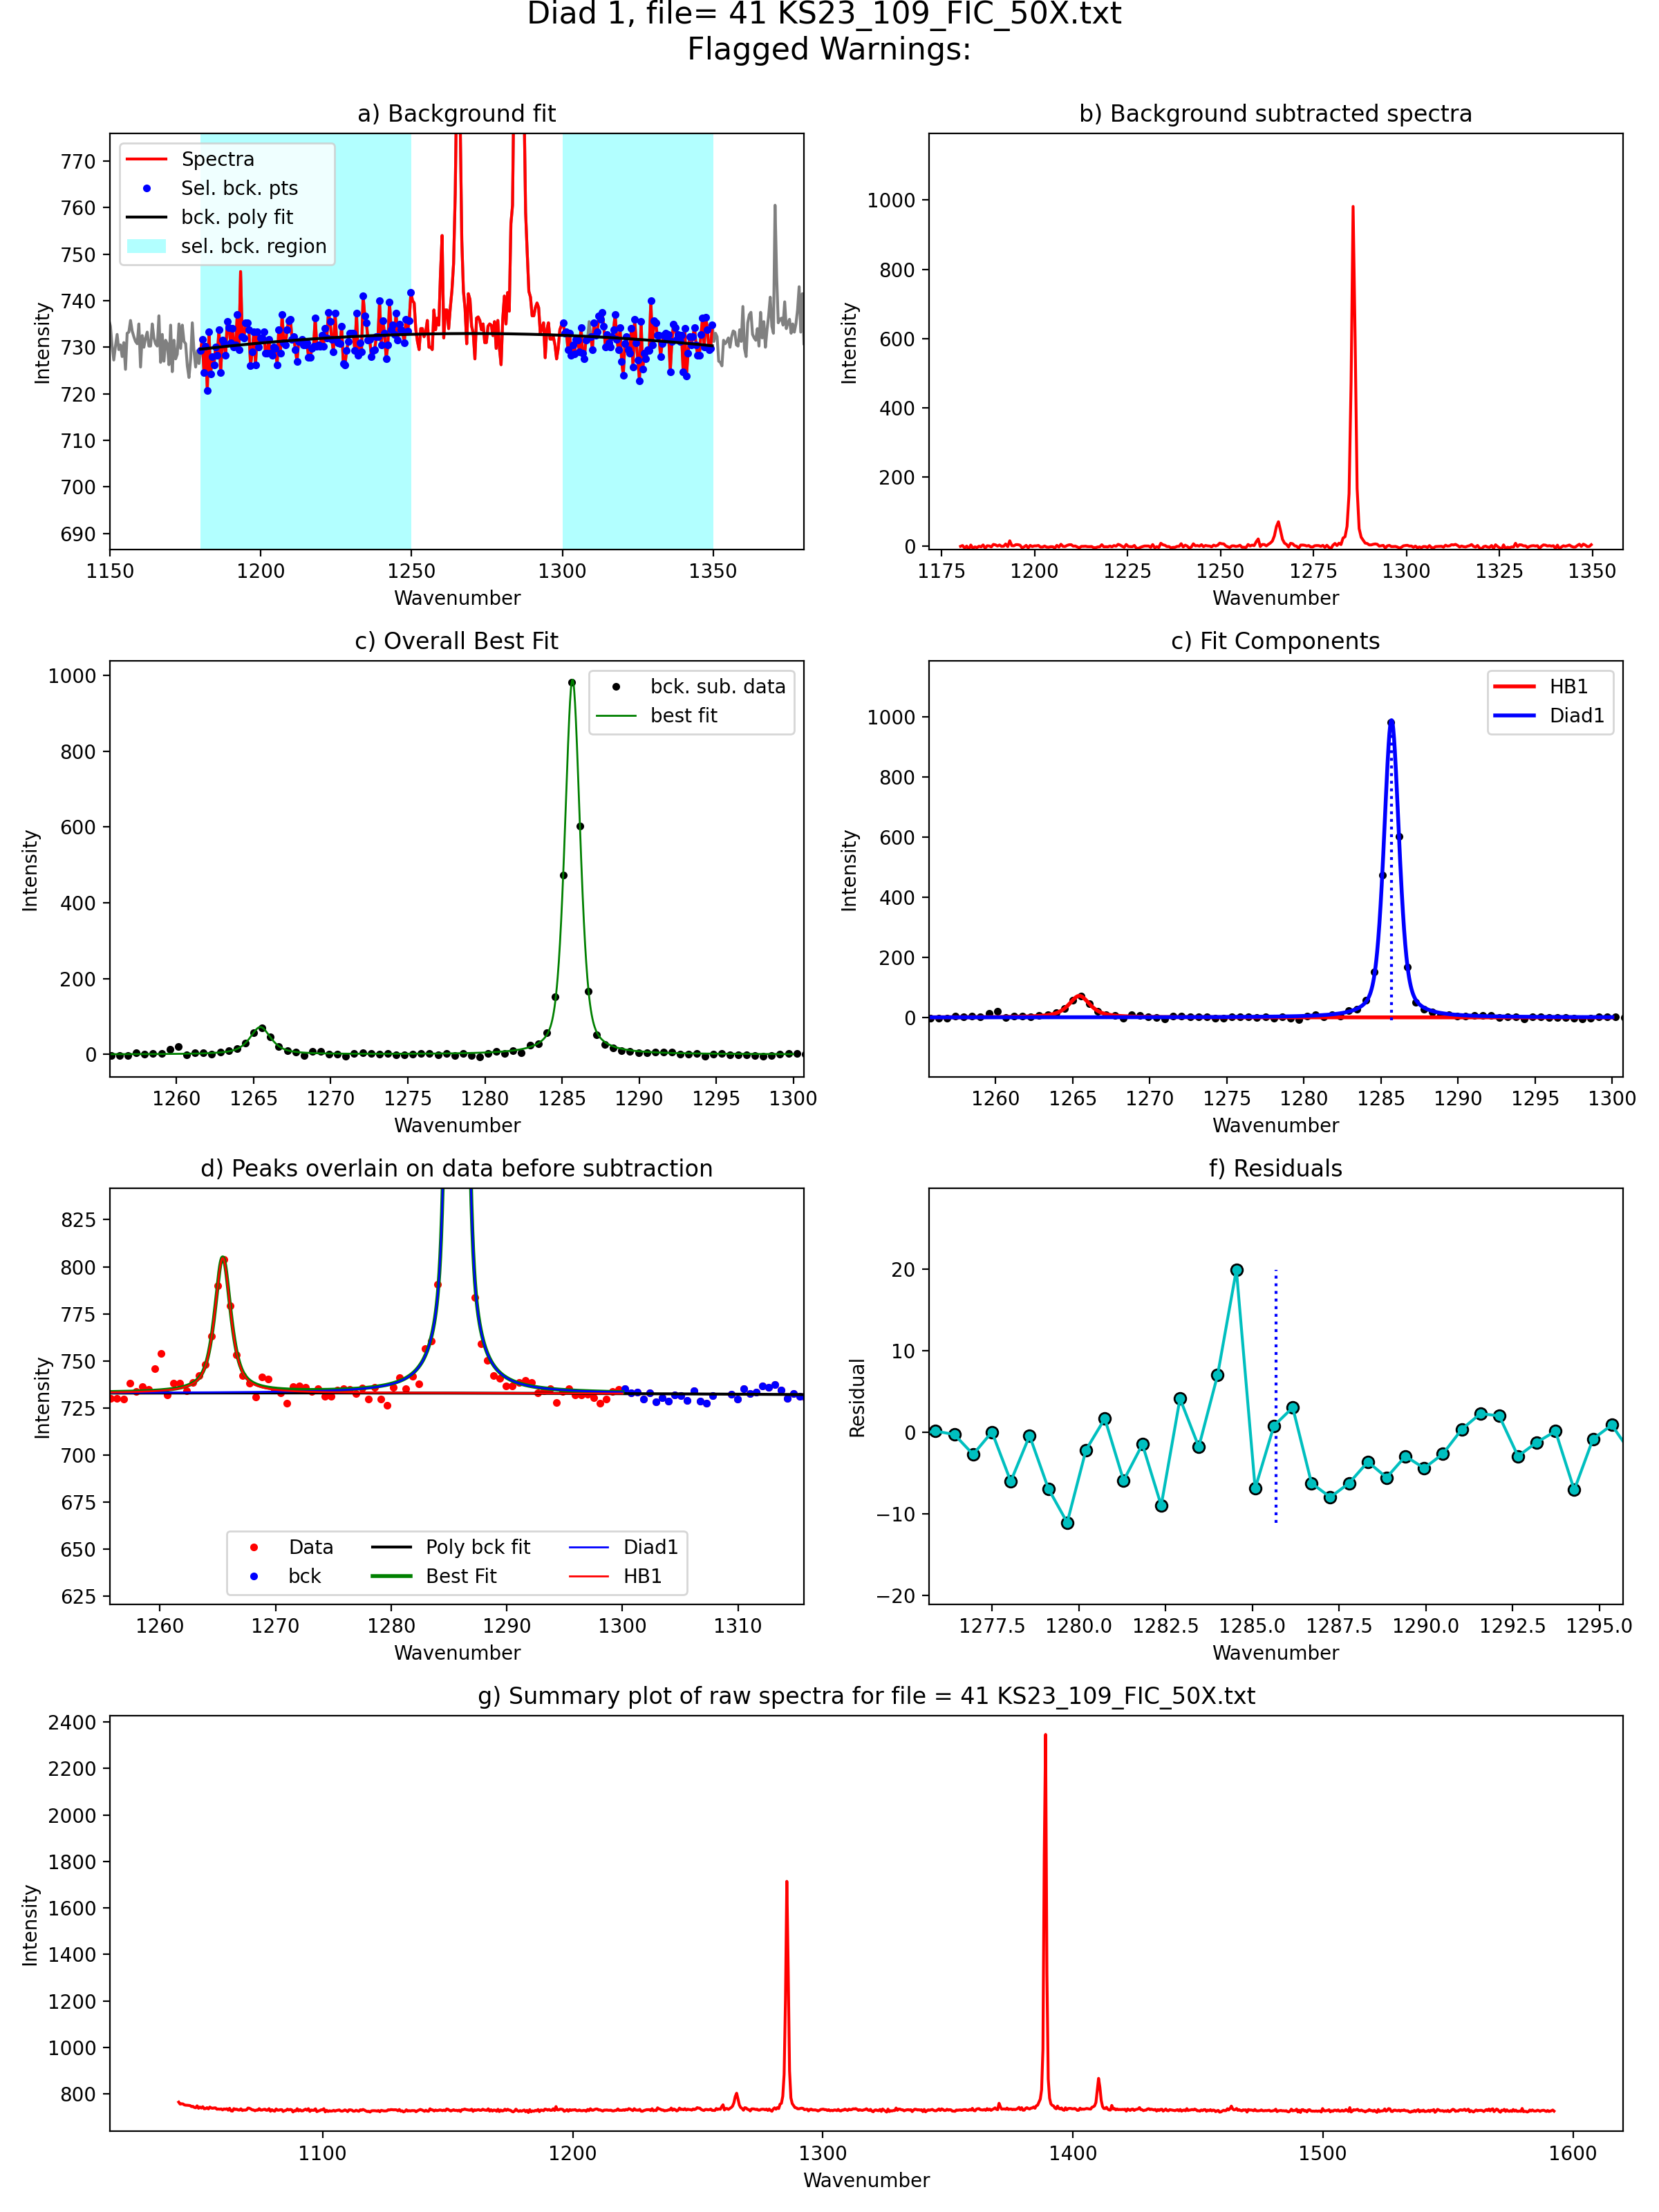 Diad 1, file= 41 KS23_109_FIC_50X.txt
Flagged Warnings:
a) Background fit
Intensity
770
760
750
740
730
720
710
700
690
Spectra
Sel. bck. pts
bck. poly fit
sel. bck. region
1150 1200 1250 1300 1350
Wavenumber
b) Background subtracted spectra
Intensity
1000
800
600
400
200
0
1175 1200 1225 1250 1275 1300 1325 1350
Wavenumber
c) Overall Best Fit
Intensity
1000
800
600
400
200
0
bck. sub. data
best fit
1260 1265 1270 1275 1280 1285 1290 1295 1300
Wavenumber
c) Fit Components
Intensity
1000
800
600
400
200
0
HB1
Diad1
1260 1265 1270 1275 1280 1285 1290 1295 1300
Wavenumber
d) Peaks overlain on data before subtraction
Intensity
825
800
775
750
725
700
675
650
625
Data Poly bck fit Diad1
bck Best Fit HB1
1260 1270 1280 1290 1300 1310
Wavenumber
f) Residuals
Residual
20
10
0
−10
−20
1277.5 1280.0 1282.5 1285.0 1287.5 1290.0 1292.5 1295.0
Wavenumber
g) Summary plot of raw spectra for file = 41 KS23_109_FIC_50X.txt
Intensity
2400
2200
2000
1800
1600
1400
1200
1000
800
1100 1200 1300 1400 1500 1600
Wavenumber